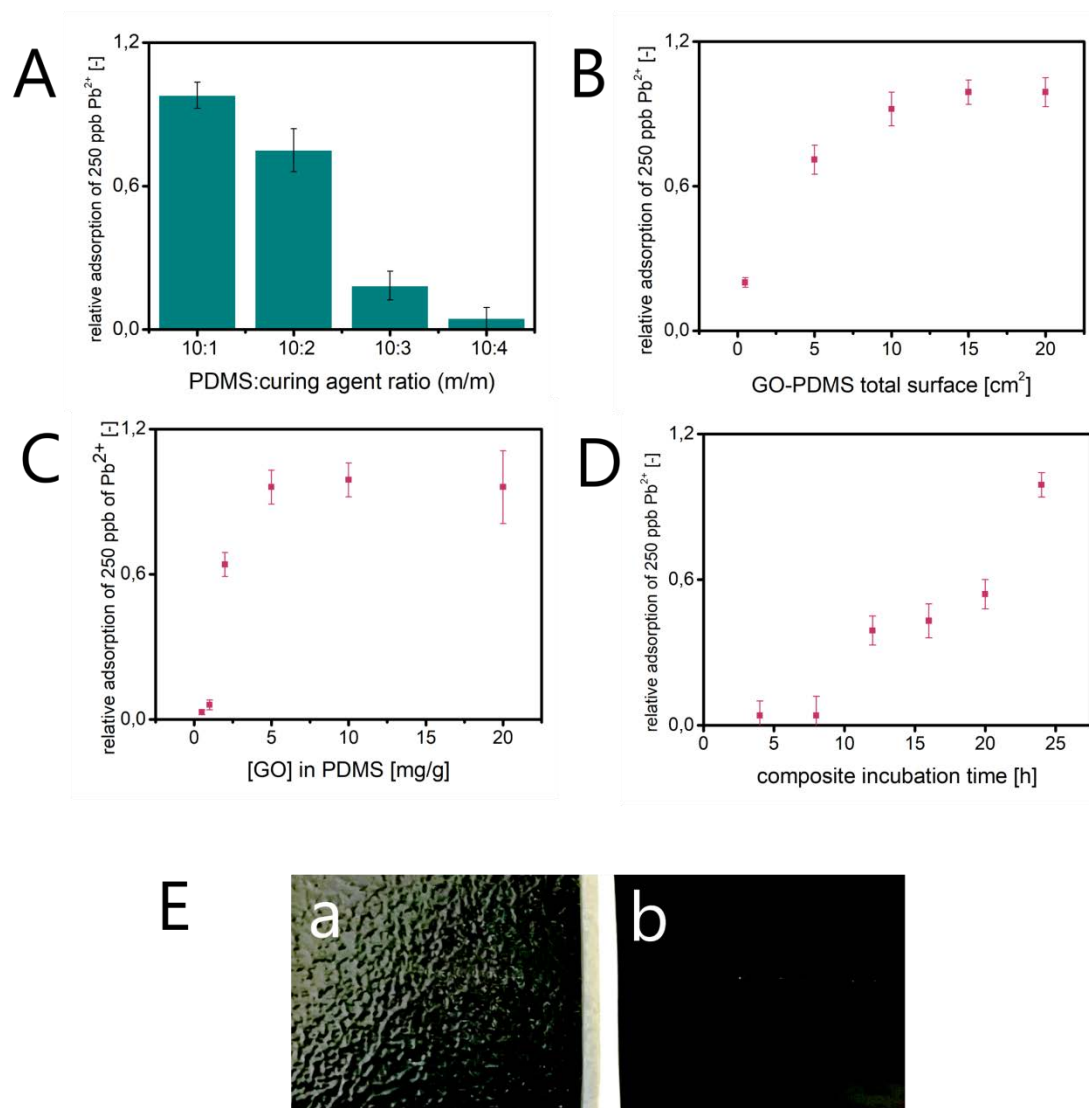 A
relative adsorption of 250 ppb Pb²⁺ [-]
1,2
0,6
0,0
10:1 10:2 10:3 10:4
PDMS:curing agent ratio (m/m)
B
relative adsorption of 250 ppb Pb²⁺ [-]
1,2
0,6
0,0
0 5 10 15 20
GO-PDMS total surface [cm²]
C
relative adsorption of 250 ppb of Pb²⁺ [-]
1,2
0,6
0,0
0 5 10 15 20
[GO] in PDMS [mg/g]
D
relative adsorption of 250 ppb Pb²⁺ [-]
1,2
0,6
0,0
0 5 10 15 20 25
composite incubation time [h]
E
a
b